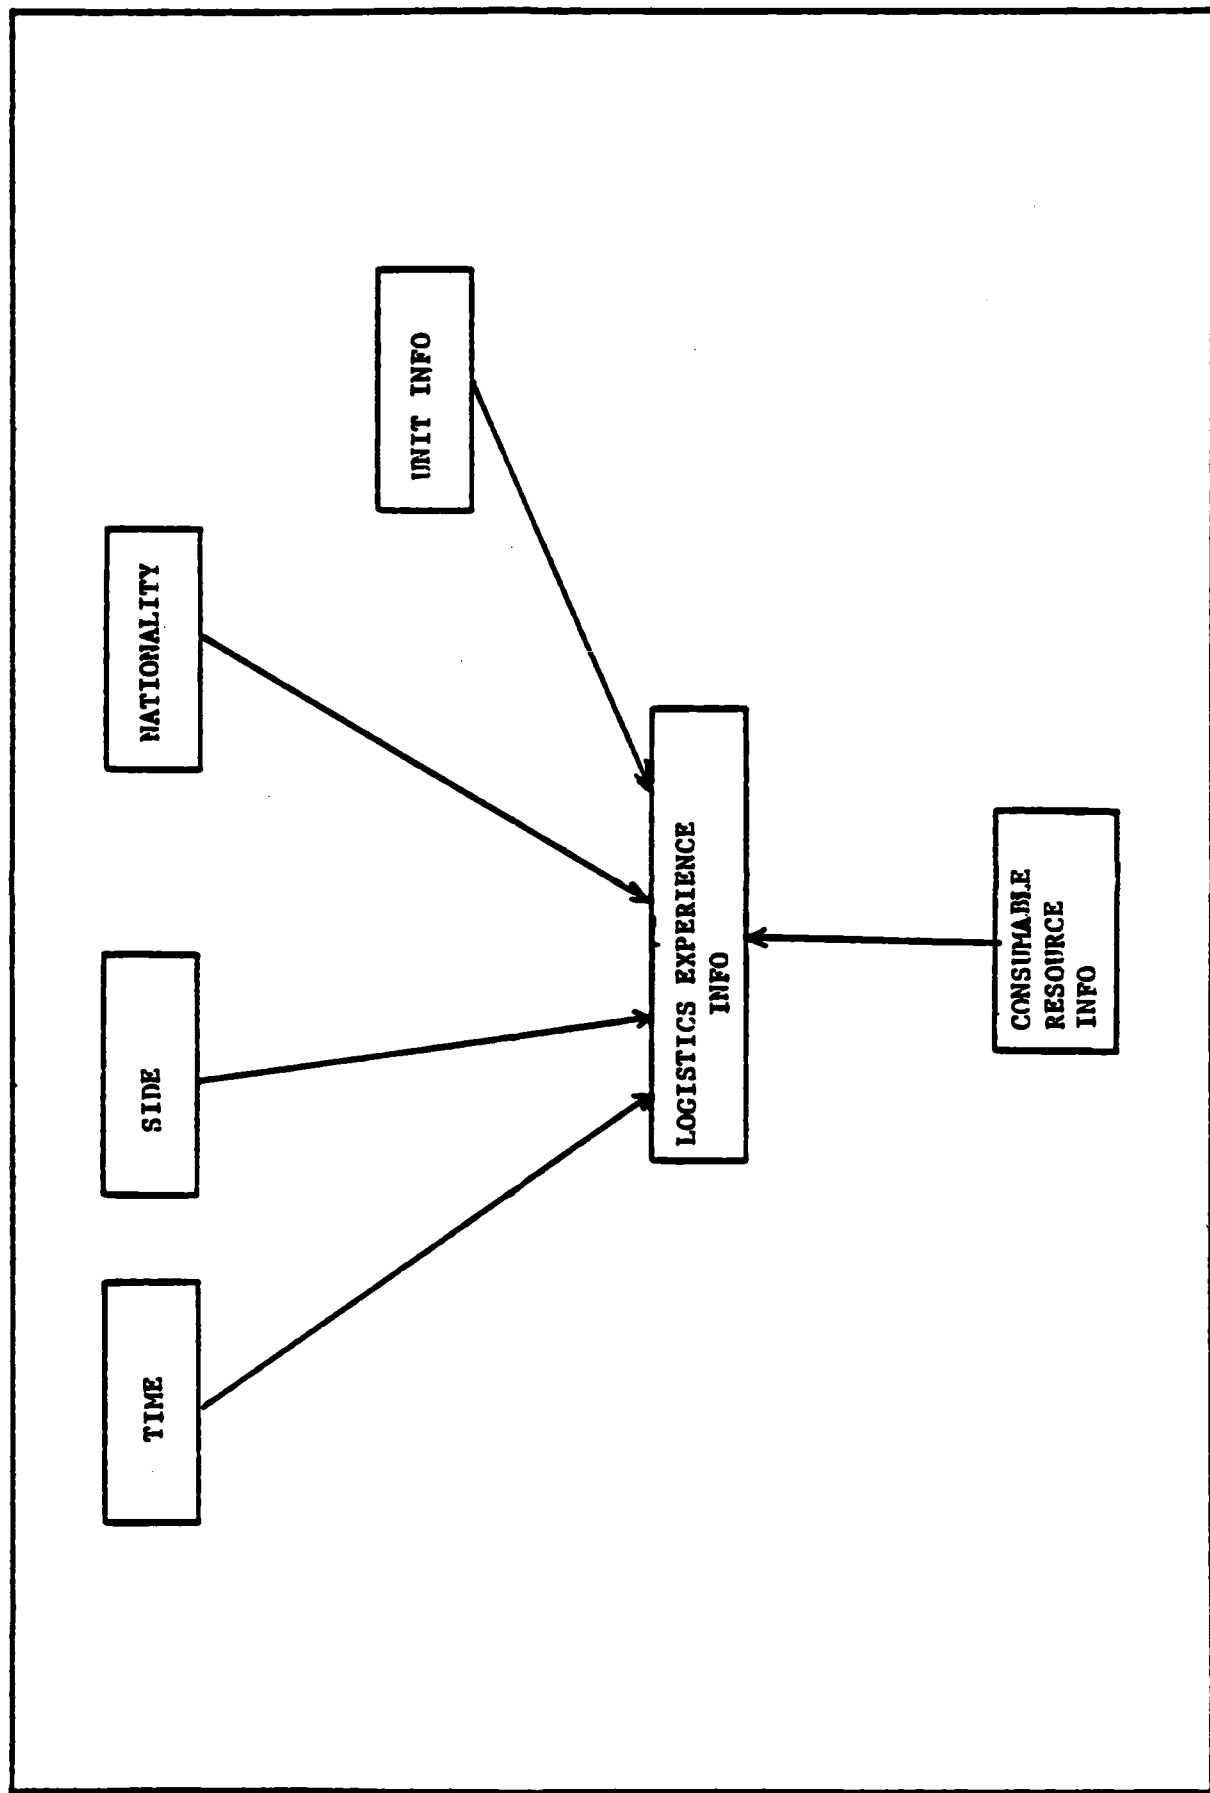 TIME
SIDE
NATIONALITY
UNIT INFO
LOGISTICS EXPERIENCE
INFO
CONSUMABLE
RESOURCE
INFO